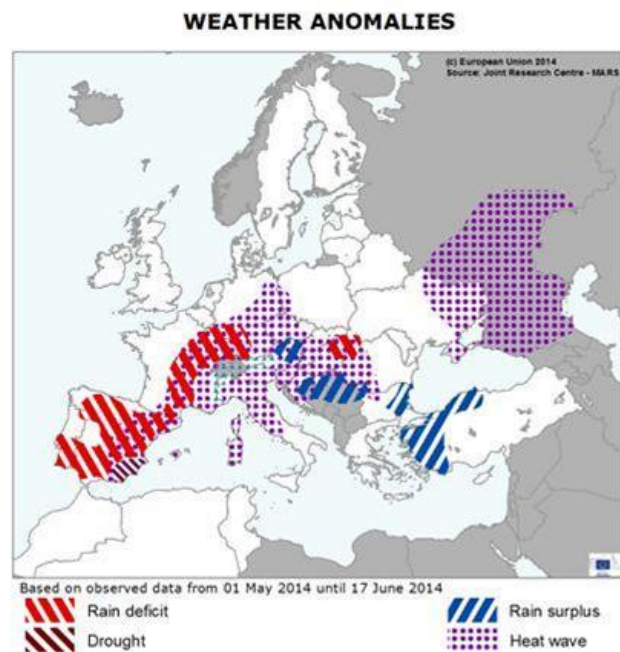 WEATHER ANOMALIES
(c) European Union 2014
Source: Joint Research Centre - MARS
Based on observed data from 01 May 2014 until 17 June 2014
Rain deficit
Rain surplus
Drought
Heat wave